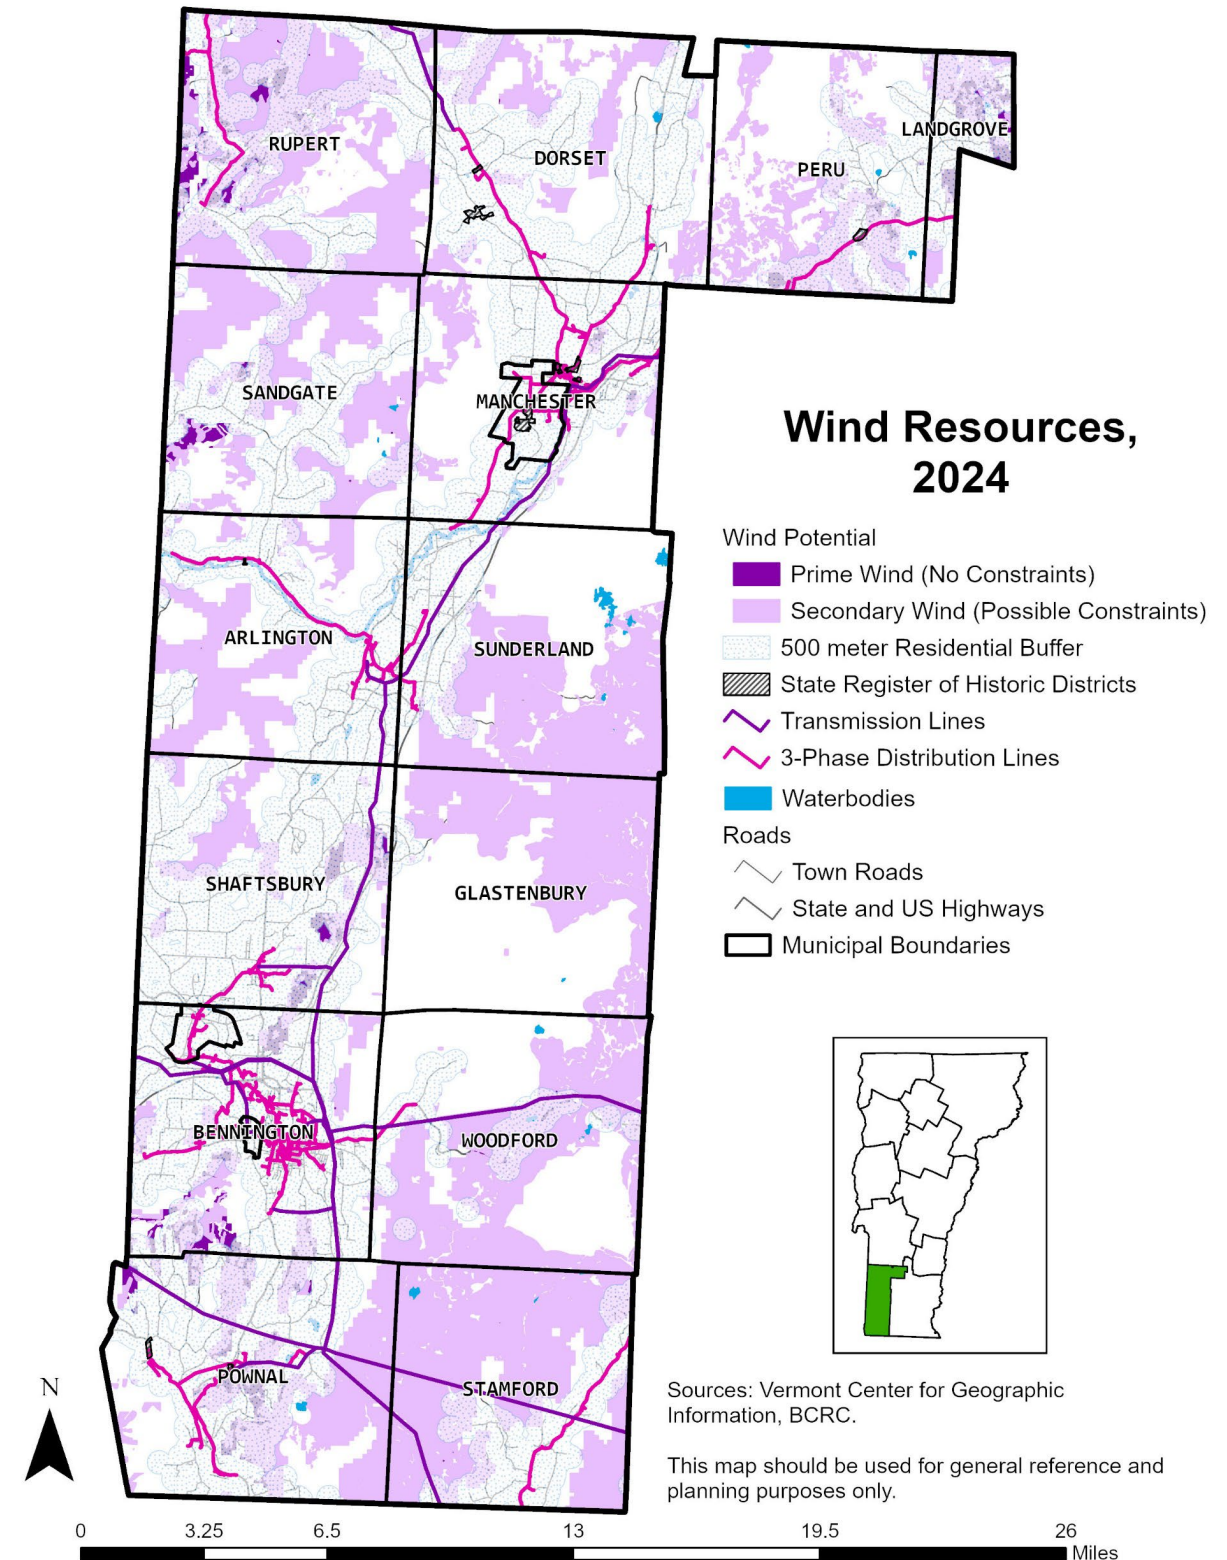 RUPERT
DORSET
PERU
LANDGROVE
SANDGATE
MANCHESTER
ARLINGTON
SUNDERLAND
SHAFTSBURY
GLASTENBURY
BENNINGTON
WOODFORD
POWNAL
STAMFORD
Wind Resources,
2024
Wind Potential
Prime Wind (No Constraints)
Secondary Wind (Possible Constraints)
500 meter Residential Buffer
State Register of Historic Districts
Transmission Lines
3-Phase Distribution Lines
Waterbodies
Roads
Town Roads
State and US Highways
Municipal Boundaries
Sources: Vermont Center for Geographic
Information, BCRC.
This map should be used for general reference and
planning purposes only.
N
0 3.25 6.5 13 19.5 26
Miles